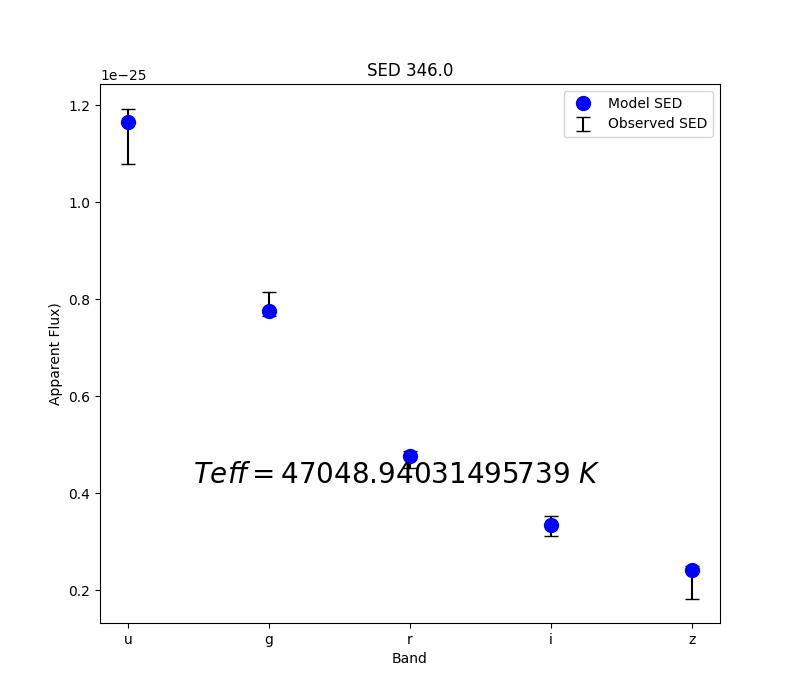 SED 346.0
1e−25
Model SED
Observed SED
1.2
1.0
0.8
0.6
0.4
0.2
Apparent Flux)
Teff = 47048.94031495739 K
u g r i z
Band